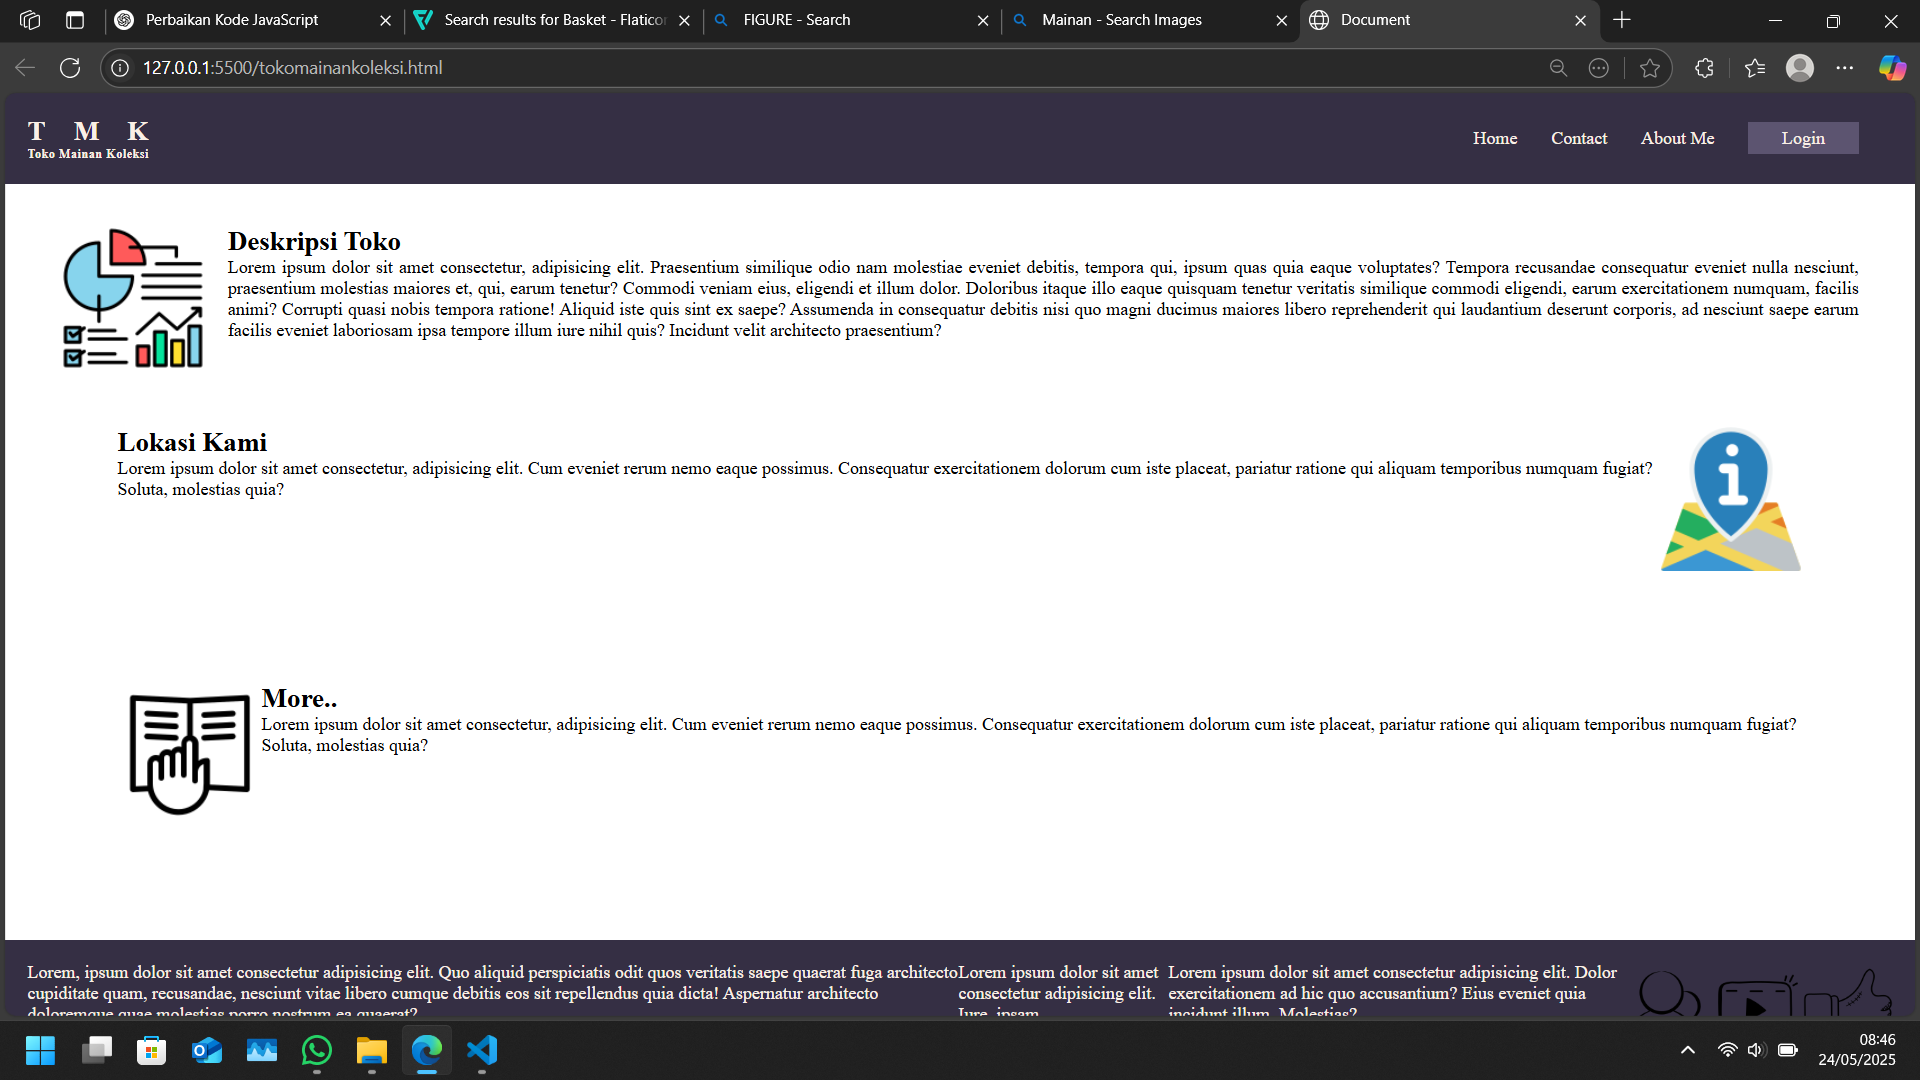 Perbaikan Kode JavaScript
Search results for Basket - Flaticon
FIGURE - Search
Mainan - Search Images
Document
127.0.0.1:5500/tokomainankoleksi.html
T M K
Toko Mainan Koleksi
Home
Contact
About Me
Login
Deskripsi Toko
Lorem ipsum dolor sit amet consectetur, adipisicing elit. Praesentium similique odio nam molestiae eveniet debitis, tempora qui, ipsum quas quia eaque voluptates? Tempora recusandae consequatur eveniet nulla nesciunt,
praesentium molestias maiores et, qui, earum tenetur? Commodi veniam eius, eligendi et illum dolor. Doloribus itaque illo eaque quisquam tenetur veritatis similique commodi eligendi, earum exercitationem numquam, facilis
animi? Corrupti quasi nobis tempora ratione! Aliquid iste quis sint ex saepe? Assumenda in consequatur debitis nisi quo magni ducimus maiores libero reprehenderit qui laudantium deserunt corporis, ad nesciunt saepe earum
facilis eveniet laboriosam ipsa tempore illum iure nihil quis? Incidunt velit architecto praesentium?
Lokasi Kami
Lorem ipsum dolor sit amet consectetur, adipisicing elit. Cum eveniet rerum nemo eaque possimus. Consequatur exercitationem dolorum cum iste placeat, pariatur ratione qui aliquam temporibus numquam fugiat?
Soluta, molestias quia?
More..
Lorem ipsum dolor sit amet consectetur, adipisicing elit. Cum eveniet rerum nemo eaque possimus. Consequatur exercitationem dolorum cum iste placeat, pariatur ratione qui aliquam temporibus numquam fugiat?
Soluta, molestias quia?
Lorem, ipsum dolor sit amet consectetur adipisicing elit. Quo aliquid perspiciatis odit quos veritatis saepe quaerat fuga architecto
cupiditate quam, recusandae, nesciunt vitae libero cumque debitis eos sit repellendus quia dicta! Aspernatur architecto
doloremque quae molestias porro nostrum ea quaerat?
Lorem ipsum dolor sit amet
consectetur adipisicing elit.
Iure, ipsam.
Lorem ipsum dolor sit amet consectetur adipisicing elit. Dolor
exercitationem ad hic quo accusantium? Eius eveniet quia
incidunt illum. Molestias?
08:46
24/05/2025